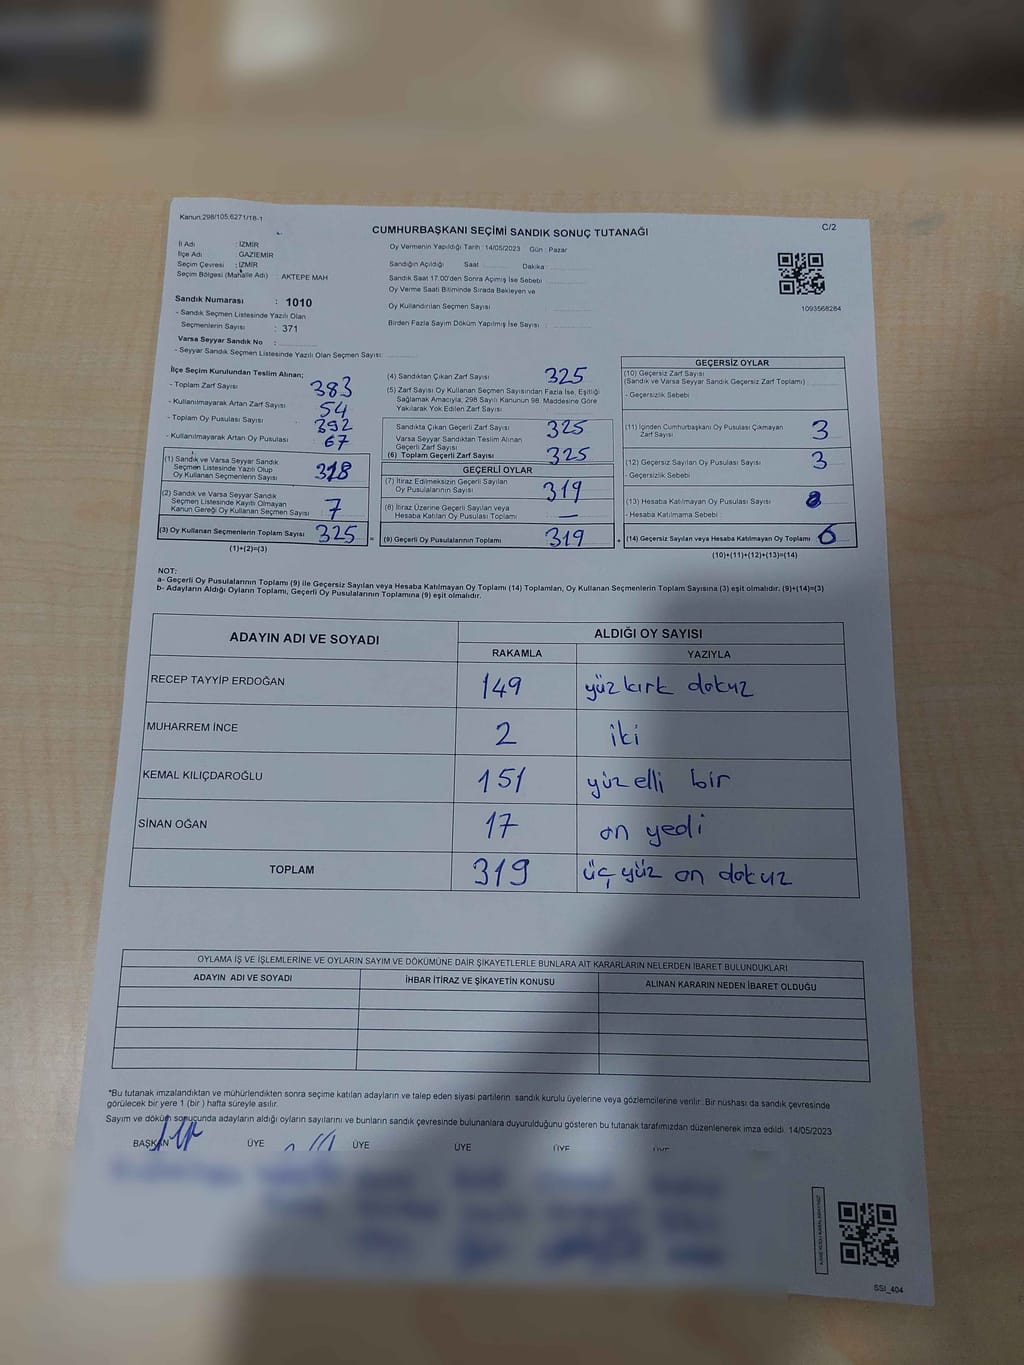 Kanun:298/105,6271/18-1
C/2
CUMHURBAŞKANI SEÇİMİ SANDIK SONUÇ TUTANAĞI
İl Adı : İZMİR
İlçe Adı GAZİEMİR
Seçim Çevresi : İZMİR
Seçim Bölgesi (Mahalle Adı) : AKTEPE MAH
Sandık Numarası : 1010
- Sandık Seçmen Listesinde Yazılı Olan
Seçmenlerin Sayısı : 371
Varsa Seyyar Sandık No :
- Seyyar Sandık Seçmen Listesinde Yazılı Olan Seçmen Sayısı:
Oy Vermenin Yapıldığı Tarih : 14/05/2023 Gün : Pazar
Sandığın Açıldığı Saat : Dakika :
Sandık Saat 17.00'den Sonra Açılmış İse Sebebi :
Oy Verme Saati Bitiminde Sırada Bekleyen ve
Oy Kullandırılan Seçmen Sayısı :
Birden Fazla Sayım Döküm Yapılmış İse Sayısı :
1093568284
İlçe Seçim Kurulundan Teslim Alınan;
- Toplam Zarf Sayısı : 383
- Kullanılmayarak Artan Zarf Sayısı : 54
- Toplam Oy Pusulası Sayısı : 392
- Kullanılmayarak Artan Oy Pusulası : 67
(1) Sandık ve Varsa Seyyar Sandık
Seçmen Listesinde Yazılı Olup
Oy Kullanan Seçmenlerin Sayısı : 318
(2) Sandık ve Varsa Seyyar Sandık
Seçmen Listesinde Kayıtlı Olmayan
Kanun Gereği Oy Kullanan Seçmen Sayısı : 7
(3) Oy Kullanan Seçmenlerin Toplam Sayısı : 325 =
(1)+(2)=(3)
(4) Sandıktan Çıkan Zarf Sayısı : 325
(5) Zarf Sayısı Oy Kullanan Seçmen Sayısından Fazla İse, Eşitliği
Sağlamak Amacıyla; 298 Sayılı Kanunun 98. Maddesine Göre
Yakılarak Yok Edilen Zarf Sayısı :
Sandıkta Çıkan Geçerli Zarf Sayısı : 325
Varsa Seyyar Sandıktan Teslim Alınan
Geçerli Zarf Sayısı :
(6) Toplam Geçerli Zarf Sayısı : 325
GEÇERLİ OYLAR
(7) İtiraz Edilmeksizin Geçerli Sayılan
Oy Pusulalarının Sayısı : 319
(8) İtiraz Üzerine Geçerli Sayılan veya
Hesaba Katılan Oy Pusulası Toplamı : —
(9) Geçerli Oy Pusulalarının Toplamı : 319 +
GEÇERSİZ OYLAR
(10) Geçersiz Zarf Sayısı
(Sandık ve Varsa Seyyar Sandık Geçersiz Zarf Toplamı) :
- Geçersizlik Sebebi :
(11) İçinden Cumhurbaşkanı Oy Pusulası Çıkmayan
Zarf Sayısı : 3
(12) Geçersiz Sayılan Oy Pusulası Sayısı : 3
- Geçersizlik Sebebi :
(13) Hesaba Katılmayan Oy Pusulası Sayısı :
- Hesaba Katılmama Sebebi :
(14) Geçersiz Sayılan veya Hesaba Katılmayan Oy Toplamı : 6
(10)+(11)+(12)+(13)=(14)
NOT:
a- Geçerli Oy Pusulalarının Toplamı (9) ile Geçersiz Sayılan veya Hesaba Katılmayan Oy Toplamı (14) Toplamları, Oy Kullanan Seçmenlerin Toplam Sayısına (3) eşit olmalıdır. (9)+(14)=(3)
b- Adayların Aldığı Oyların Toplamı, Geçerli Oy Pusulalarının Toplamına (9) eşit olmalıdır.
ADAYIN ADI VE SOYADI ALDIĞI OY SAYISI
RAKAMLA YAZIYLA
RECEP TAYYİP ERDOĞAN 149 yüz kırk dokuz
MUHARREM İNCE 2 iki
KEMAL KILIÇDAROĞLU 151 yüz elli bir
SİNAN OĞAN 17 on yedi
TOPLAM 319 üç yüz on dokuz
OYLAMA İŞ VE İŞLEMLERİNE VE OYLARIN SAYIM VE DÖKÜMÜNE DAİR ŞİKAYETLERLE BUNLARA AİT KARARLARIN NELERDEN İBARET BULUNDUKLARI
ADAYIN ADI VE SOYADI İHBAR İTİRAZ VE ŞİKAYETİN KONUSU ALINAN KARARIN NEDEN İBARET OLDUĞU
*Bu tutanak imzalandıktan ve mühürlendikten sonra seçime katılan adayların ve talep eden siyasi partilerin sandık kurulu üyelerine veya gözlemcilerine verilir. Bir nüshası da sandık çevresinde
görülecek bir yere 1 (bir ) hafta süreyle asılır.
Sayım ve döküm sonucunda adayların aldığı oyların sayılarını ve bunların sandık çevresinde bulunanlara duyurulduğunu gösteren bu tutanak tarafımızdan düzenlenerek imza edildi. 14/05/2023
BAŞKAN ÜYE ÜYE ÜYE ÜYE ÜYE
SSI_404